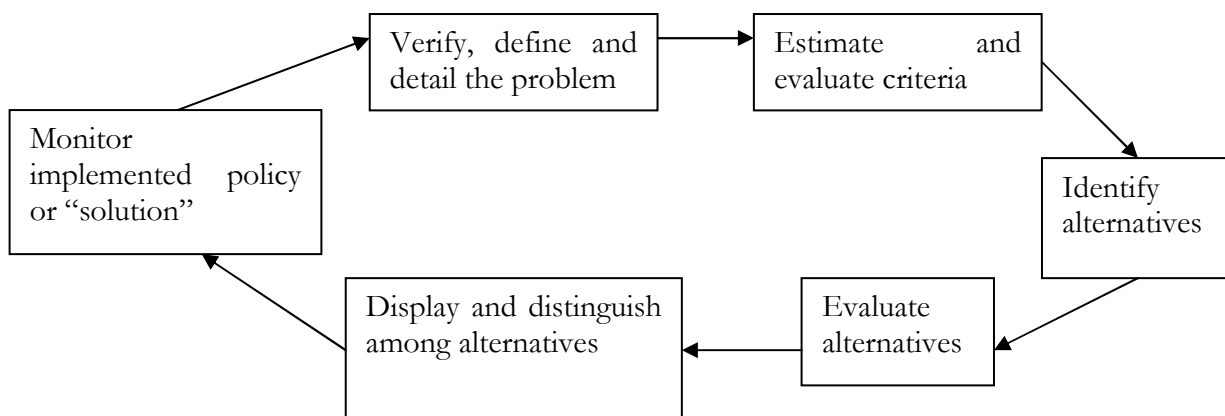 Verify, define and
detail the problem
Estimate and
evaluate criteria
Monitor
implemented policy
or “solution”
Identify
alternatives
Display and distinguish
among alternatives
Evaluate
alternatives